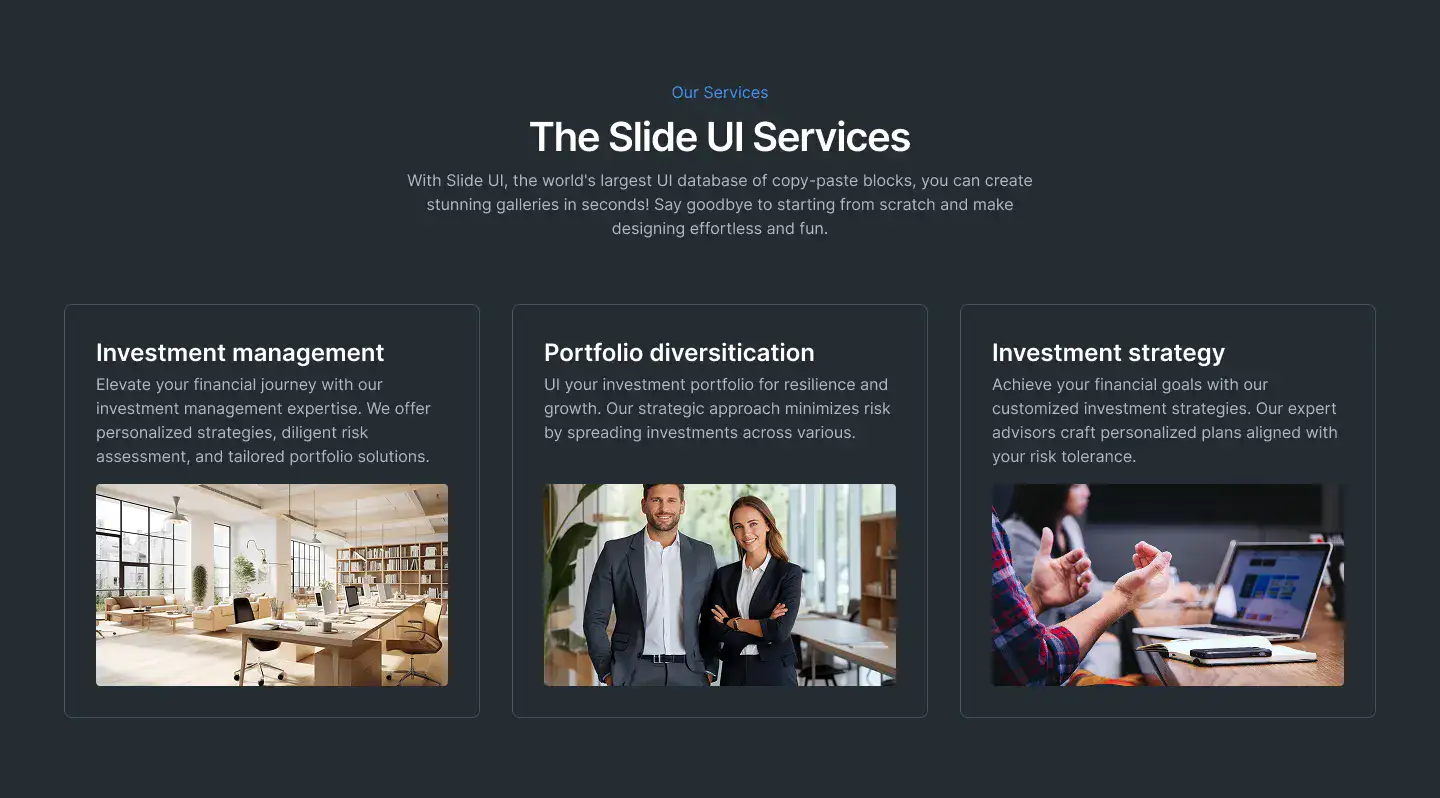 Our Services
The Slide UI Services
With Slide UI, the world's largest UI database of copy-paste blocks, you can create
stunning galleries in seconds! Say goodbye to starting from scratch and make
designing effortless and fun.
Investment management
Elevate your financial journey with our
investment management expertise. We offer
personalized strategies, diligent risk
assessment, and tailored portfolio solutions.
Portfolio diversitication
UI your investment portfolio for resilience and
growth. Our strategic approach minimizes risk
by spreading investments across various.
Investment strategy
Achieve your financial goals with our
customized investment strategies. Our expert
advisors craft personalized plans aligned with
your risk tolerance.